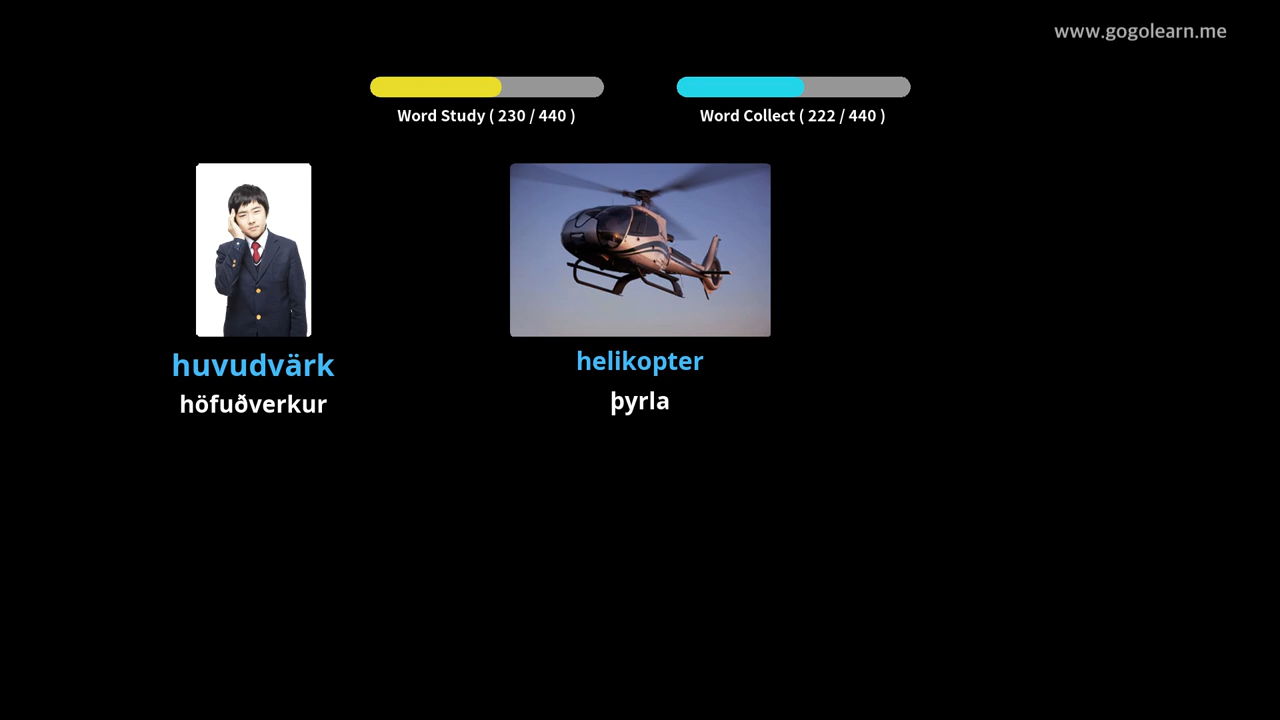 www.gogolearn.me
Word Study ( 230 / 440 )
Word Collect ( 222 / 440 )
huvudvärk
höfuðverkur
helikopter
þyrla